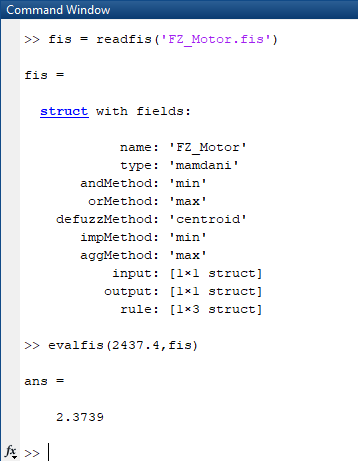 Command Window
>> fis = readfis('FZ_Motor.fis')
fis =
struct with fields:
name: 'FZ_Motor'
type: 'mamdani'
andMethod: 'min'
orMethod: 'max'
defuzzMethod: 'centroid'
impMethod: 'min'
aggMethod: 'max'
input: [1×1 struct]
output: [1×1 struct]
rule: [1×3 struct]
>> evalfis(2437.4,fis)
ans =
2.3739
fx >>